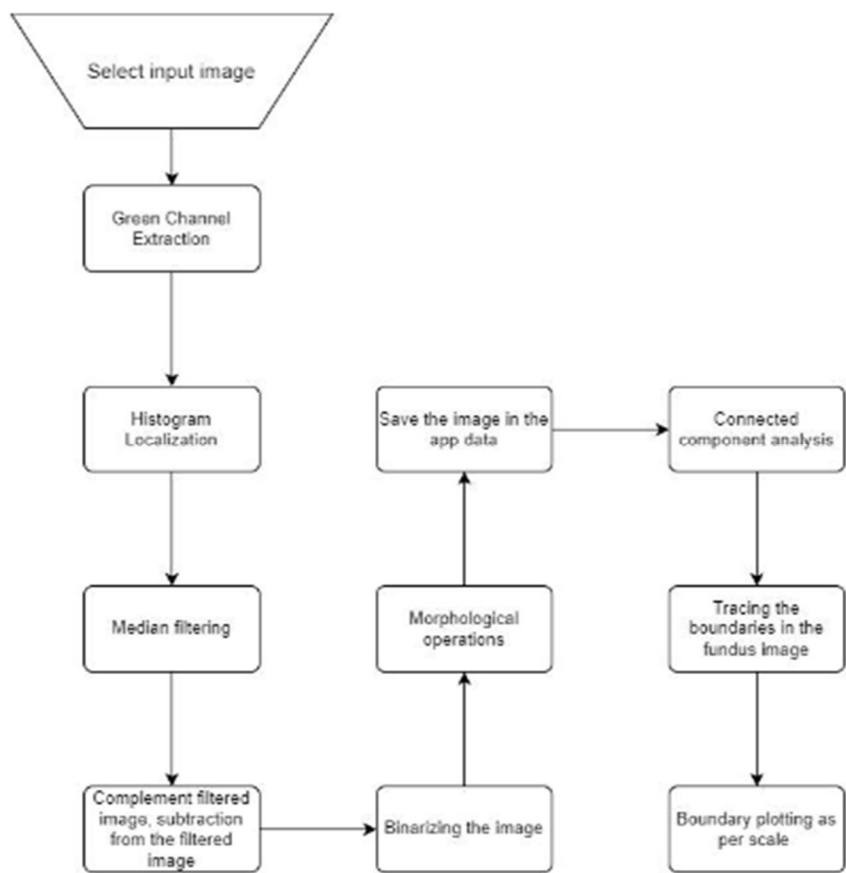 Select input image
Green Channel
Extraction
Histogram
Localization
Median filtering
Complement filtered
image, subtraction
from the filtered
image
Binarizing the image
Morphological
operations
Save the image in the
app data
Connected
component analysis
Tracing the
boundaries in the
fundus image
Boundary plotting as
per scale